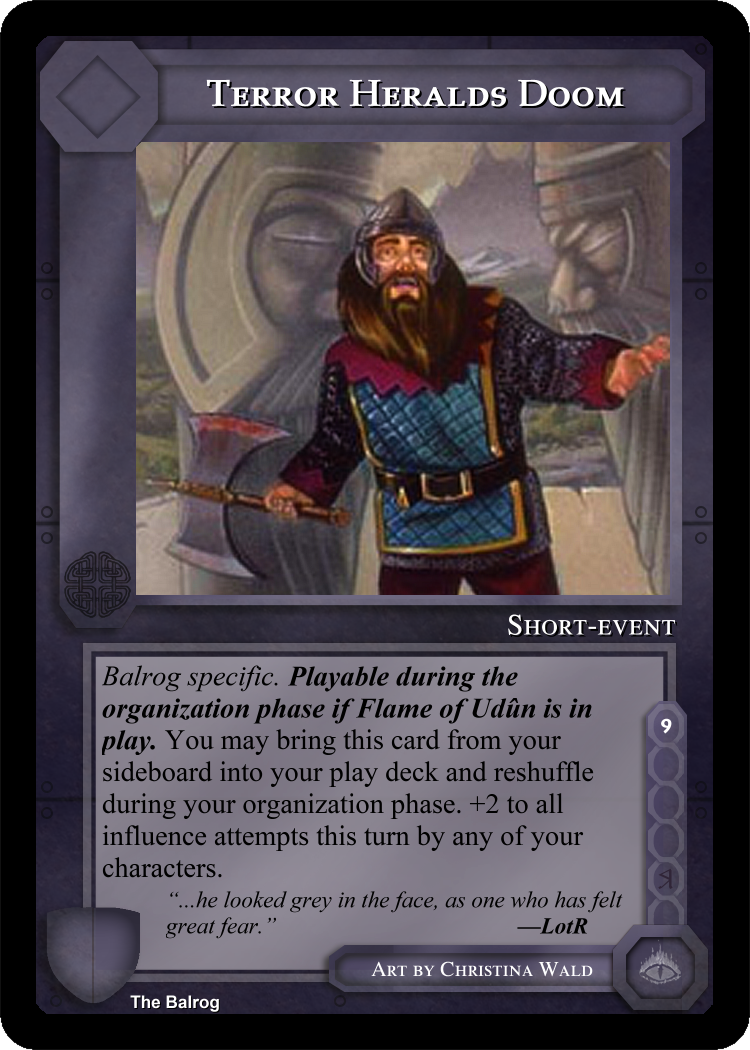 Terror Heralds Doom
Short-event
Balrog specific. Playable during the
organization phase if Flame of Udûn is in
play. You may bring this card from your
sideboard into your play deck and reshuffle
during your organization phase. +2 to all
influence attempts this turn by any of your
characters.
9
"...he looked grey in the face, as one who has felt
great fear." —LotR
Art by Christina Wald
The Balrog